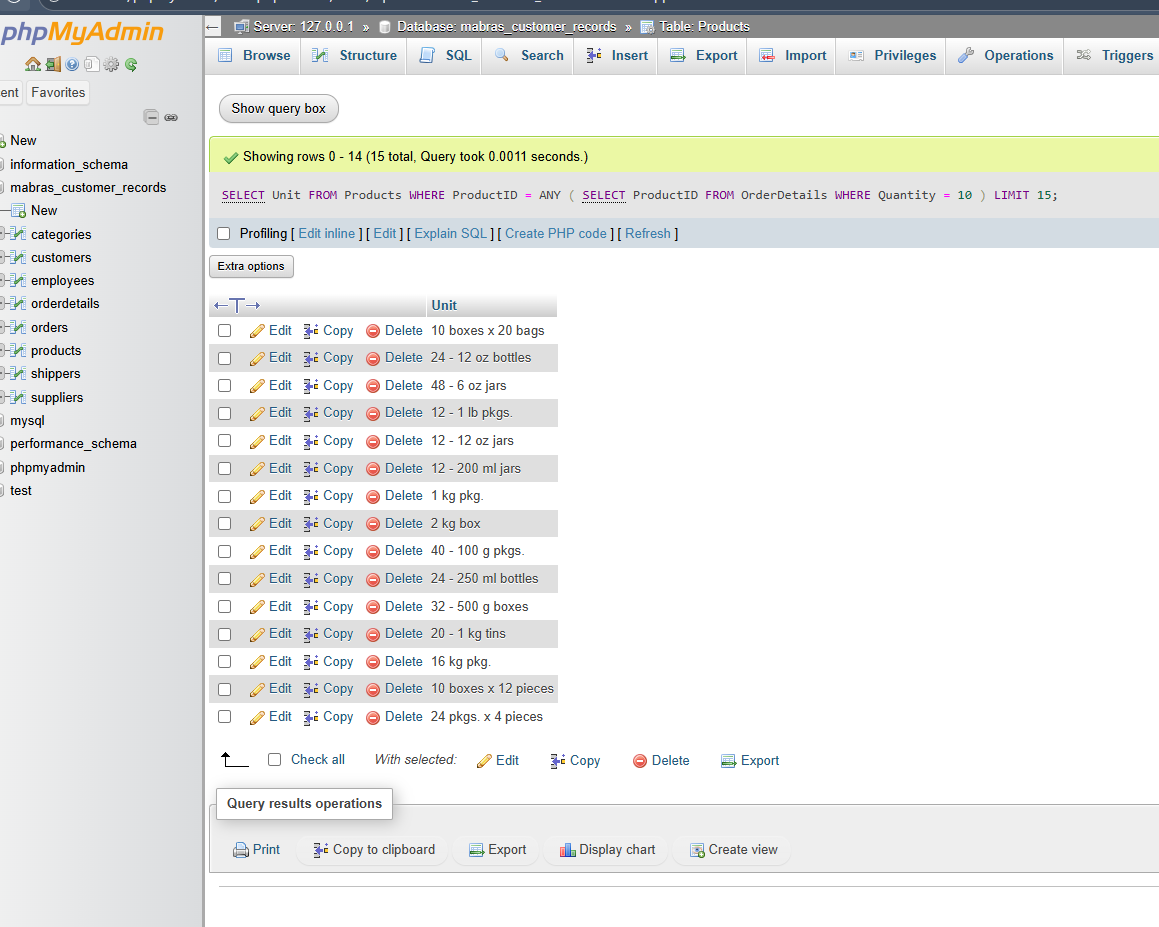 phpMyAdmin
Favorites
New
information_schema
mabras_customer_records
New
categories
customers
employees
orderdetails
orders
products
shippers
suppliers
mysql
performance_schema
phpmyadmin
test
Server: 127.0.0.1 » Database: mabras_customer_records » Table: Products
Browse Structure SQL Search Insert Export Import Privileges Operations Triggers
Show query box
Showing rows 0 - 14 (15 total, Query took 0.0011 seconds.)
SELECT Unit FROM Products WHERE ProductID = ANY ( SELECT ProductID FROM OrderDetails WHERE Quantity = 10 ) LIMIT 15;
Profiling [ Edit inline ] [ Edit ] [ Explain SQL ] [ Create PHP code ] [ Refresh ]
Extra options
←T→ Unit
Edit Copy Delete 10 boxes x 20 bags
Edit Copy Delete 24 - 12 oz bottles
Edit Copy Delete 48 - 6 oz jars
Edit Copy Delete 12 - 1 lb pkgs.
Edit Copy Delete 12 - 12 oz jars
Edit Copy Delete 12 - 200 ml jars
Edit Copy Delete 1 kg pkg.
Edit Copy Delete 2 kg box
Edit Copy Delete 40 - 100 g pkgs.
Edit Copy Delete 24 - 250 ml bottles
Edit Copy Delete 32 - 500 g boxes
Edit Copy Delete 20 - 1 kg tins
Edit Copy Delete 16 kg pkg.
Edit Copy Delete 10 boxes x 12 pieces
Edit Copy Delete 24 pkgs. x 4 pieces
Check all With selected: Edit Copy Delete Export
Query results operations
Print Copy to clipboard Export Display chart Create view